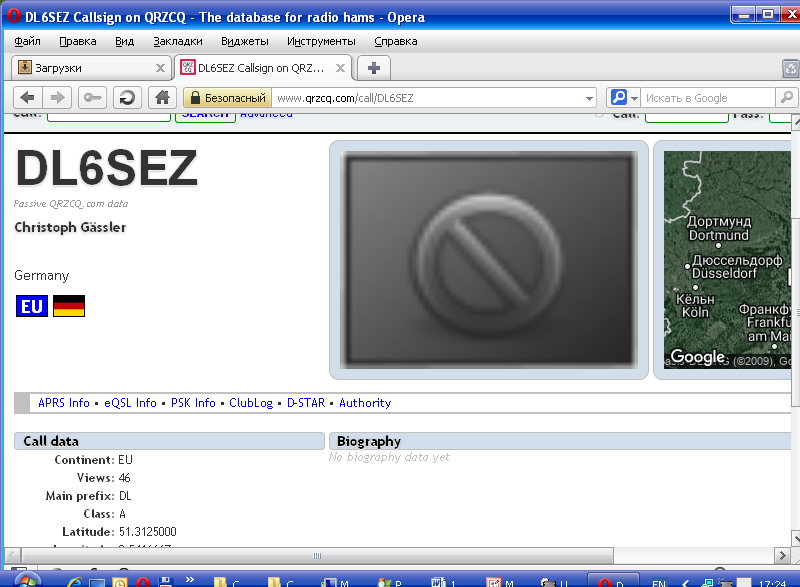 DL6SEZ Callsign on QRZCQ - The database for radio hams - Opera
Файл Правка Вид Закладки Виджеты Инструменты Справка
Загрузки DL6SEZ Callsign on QRZ...
Безопасный www.qrzcq.com/call/DL6SEZ Искать в Google
Call: SEARCH Advanced Call: Pass:
DL6SEZ
Passive QRZCQ.com data
Christoph Gässler
Germany
EU
Дортмунд
Dortmund
Дюссельдорф
Düsseldorf
Кёльн
Köln
Франкфу
Frankfu
am Mai
Google
(©2009), Go
APRS Info • eQSL Info • PSK Info • ClubLog • D-STAR • Authority
Call data Biography
Continent: EU No biography data yet
Views: 46
Main prefix: DL
Class: A
Latitude: 51.3125000
EN 17:24